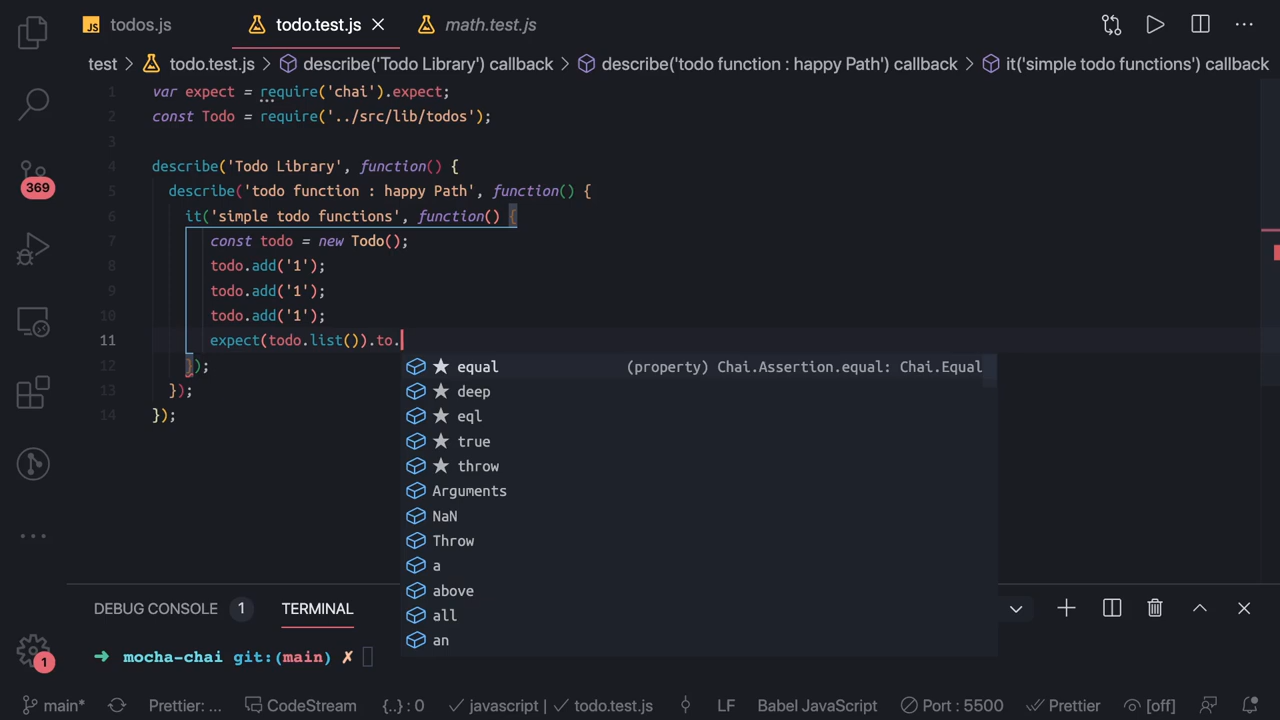 JS todos.js todo.test.js math.test.js
test > todo.test.js > describe('Todo Library') callback > describe('todo function : happy Path') callback > it('simple todo functions') callback
1 var expect = require('chai').expect;
2 const Todo = require('../src/lib/todos');
3
4 describe('Todo Library', function() {
5 describe('todo function : happy Path', function() {
6 it('simple todo functions', function() {
7 const todo = new Todo();
8 todo.add('1');
9 todo.add('1');
10 todo.add('1');
11 expect(todo.list()).to.
12 });
13 });
14 });
369
equal (property) Chai.Assertion.equal: Chai.Equal
deep
eql
true
throw
Arguments
NaN
Throw
a
above
all
an
DEBUG CONSOLE 1 TERMINAL
➜ mocha-chai git:(main) ✗
1
main* Prettier: ... CodeStream {..} : 0 ✓ javascript | ✓ todo.test.js LF Babel JavaScript Port : 5500 Prettier [off]